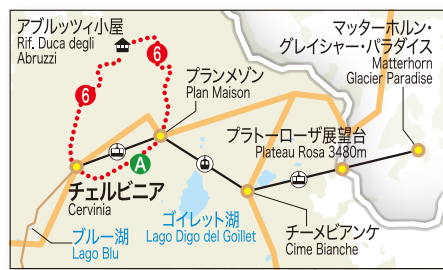 アブルッツィ小屋
Rif. Duca degli
Abruzzi
マッターホルン・
グレイシャー・パラダイス
Matterhorn
Glacier Paradise
6
6
プランメゾン
Plan Maison
プラトーローザ展望台
Plateau Rosa 3480m
A
チェルビニア
Cervinia
ゴイレット湖
Lago Digo del Goillet
チーメビアンケ
Cime Bianche
ブルー湖
Lago Blu